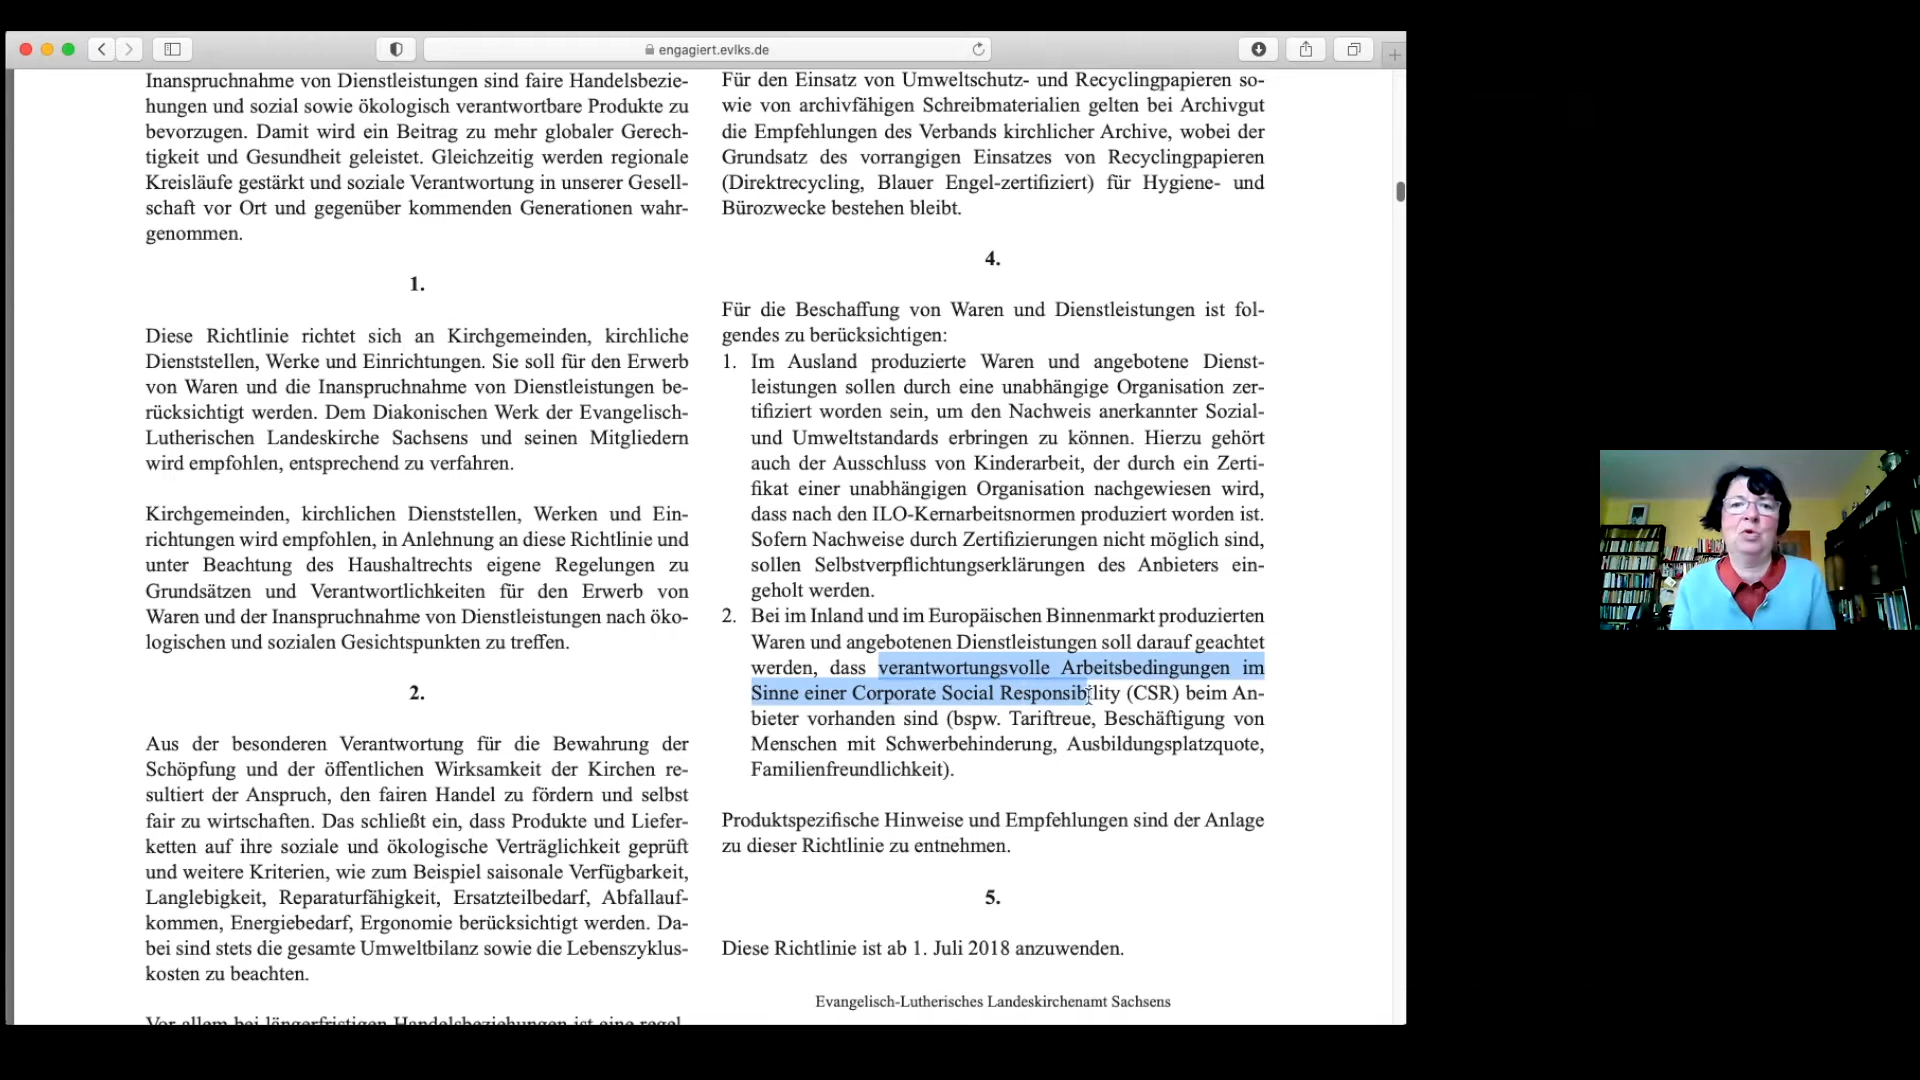 engagiert.evlks.de
Inanspruchnahme von Dienstleistungen sind faire Handelsbezie-
hungen und sozial sowie ökologisch verantwortbare Produkte zu
bevorzugen. Damit wird ein Beitrag zu mehr globaler Gerech-
tigkeit und Gesundheit geleistet. Gleichzeitig werden regionale
Kreisläufe gestärkt und soziale Verantwortung in unserer Gesell-
schaft vor Ort und gegenüber kommenden Generationen wahr-
genommen.
1.
Diese Richtlinie richtet sich an Kirchgemeinden, kirchliche
Dienststellen, Werke und Einrichtungen. Sie soll für den Erwerb
von Waren und die Inanspruchnahme von Dienstleistungen be-
rücksichtigt werden. Dem Diakonischen Werk der Evangelisch-
Lutherischen Landeskirche Sachsens und seinen Mitgliedern
wird empfohlen, entsprechend zu verfahren.
Kirchgemeinden, kirchlichen Dienststellen, Werken und Ein-
richtungen wird empfohlen, in Anlehnung an diese Richtlinie und
unter Beachtung des Haushaltrechts eigene Regelungen zu
Grundsätzen und Verantwortlichkeiten für den Erwerb von
Waren und der Inanspruchnahme von Dienstleistungen nach öko-
logischen und sozialen Gesichtspunkten zu treffen.
2.
Aus der besonderen Verantwortung für die Bewahrung der
Schöpfung und der öffentlichen Wirksamkeit der Kirchen re-
sultiert der Anspruch, den fairen Handel zu fördern und selbst
fair zu wirtschaften. Das schließt ein, dass Produkte und Liefer-
ketten auf ihre soziale und ökologische Verträglichkeit geprüft
und weitere Kriterien, wie zum Beispiel saisonale Verfügbarkeit,
Langlebigkeit, Reparaturfähigkeit, Ersatzteilbedarf, Abfallauf-
kommen, Energiebedarf, Ergonomie berücksichtigt werden. Da-
bei sind stets die gesamte Umweltbilanz sowie die Lebenszyklus-
kosten zu beachten.
Vor allem bei längerfristigen Handelsbeziehungen ist eine regel-
Für den Einsatz von Umweltschutz- und Recyclingpapieren so-
wie von archivfähigen Schreibmaterialien gelten bei Archivgut
die Empfehlungen des Verbands kirchlicher Archive, wobei der
Grundsatz des vorrangigen Einsatzes von Recyclingpapieren
(Direktrecycling, Blauer Engel-zertifiziert) für Hygiene- und
Bürozwecke bestehen bleibt.
4.
Für die Beschaffung von Waren und Dienstleistungen ist fol-
gendes zu berücksichtigen:
1. Im Ausland produzierte Waren und angebotene Dienst-
leistungen sollen durch eine unabhängige Organisation zer-
tifiziert worden sein, um den Nachweis anerkannter Sozial-
und Umweltstandards erbringen zu können. Hierzu gehört
auch der Ausschluss von Kinderarbeit, der durch ein Zerti-
fikat einer unabhängigen Organisation nachgewiesen wird,
dass nach den ILO-Kernarbeitsnormen produziert worden ist.
Sofern Nachweise durch Zertifizierungen nicht möglich sind,
sollen Selbstverpflichtungserklärungen des Anbieters ein-
geholt werden.
2. Bei im Inland und im Europäischen Binnenmarkt produzierten
Waren und angebotenen Dienstleistungen soll darauf geachtet
werden, dass verantwortungsvolle Arbeitsbedingungen im
Sinne einer Corporate Social Responsibility (CSR) beim An-
bieter vorhanden sind (bspw. Tariftreue, Beschäftigung von
Menschen mit Schwerbehinderung, Ausbildungsplatzquote,
Familienfreundlichkeit).
Produktspezifische Hinweise und Empfehlungen sind der Anlage
zu dieser Richtlinie zu entnehmen.
5.
Diese Richtlinie ist ab 1. Juli 2018 anzuwenden.
Evangelisch-Lutherisches Landeskirchenamt Sachsens